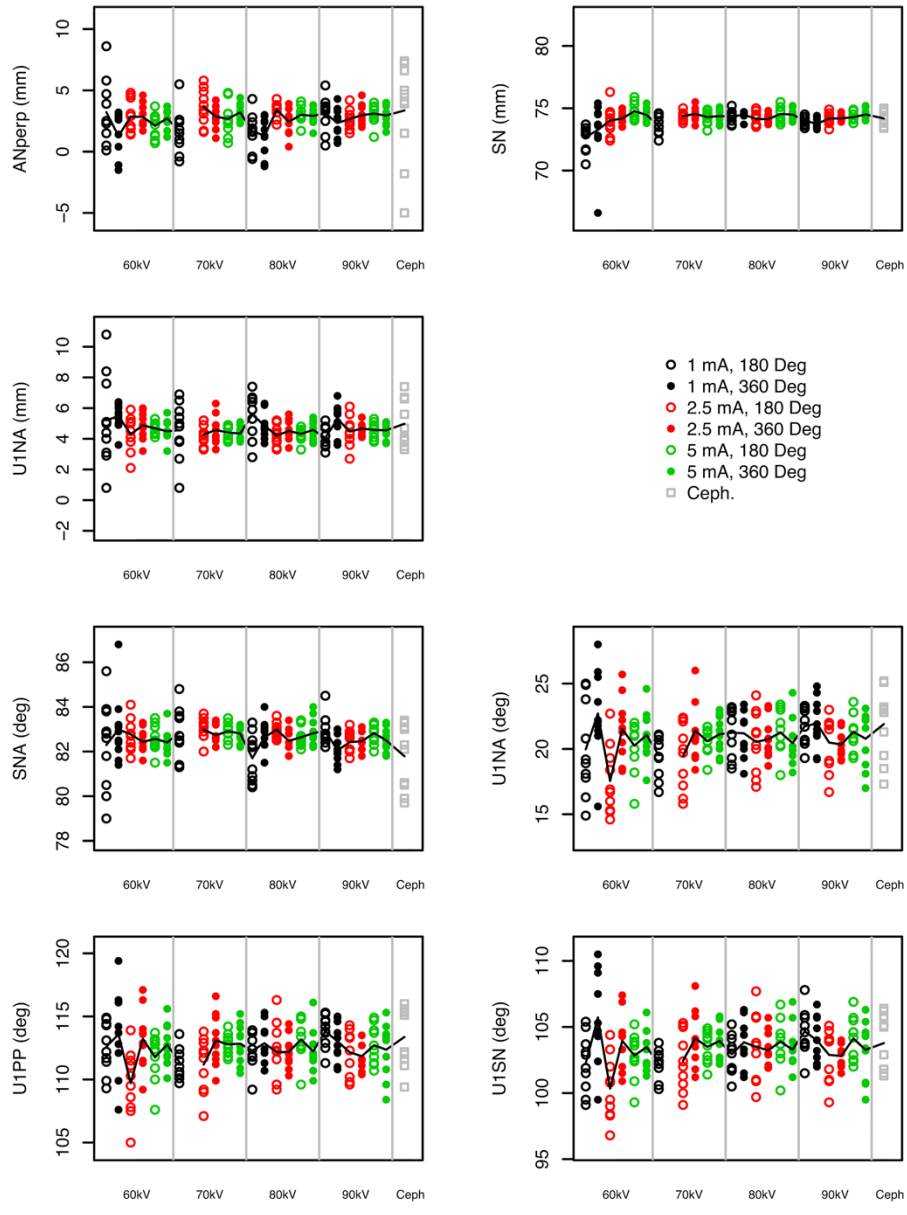 ANperp (mm)
10
5
0
−5
60kV 70kV 80kV 90kV Ceph
SN (mm)
80
75
70
60kV 70kV 80kV 90kV Ceph
U1NA (mm)
10
8
6
4
2
0
−2
60kV 70kV 80kV 90kV Ceph
1 mA, 180 Deg
1 mA, 360 Deg
2.5 mA, 180 Deg
2.5 mA, 360 Deg
5 mA, 180 Deg
5 mA, 360 Deg
Ceph.
SNA (deg)
86
84
82
80
78
60kV 70kV 80kV 90kV Ceph
U1NA (deg)
25
20
15
60kV 70kV 80kV 90kV Ceph
U1PP (deg)
120
115
110
105
60kV 70kV 80kV 90kV Ceph
U1SN (deg)
110
105
100
95
60kV 70kV 80kV 90kV Ceph